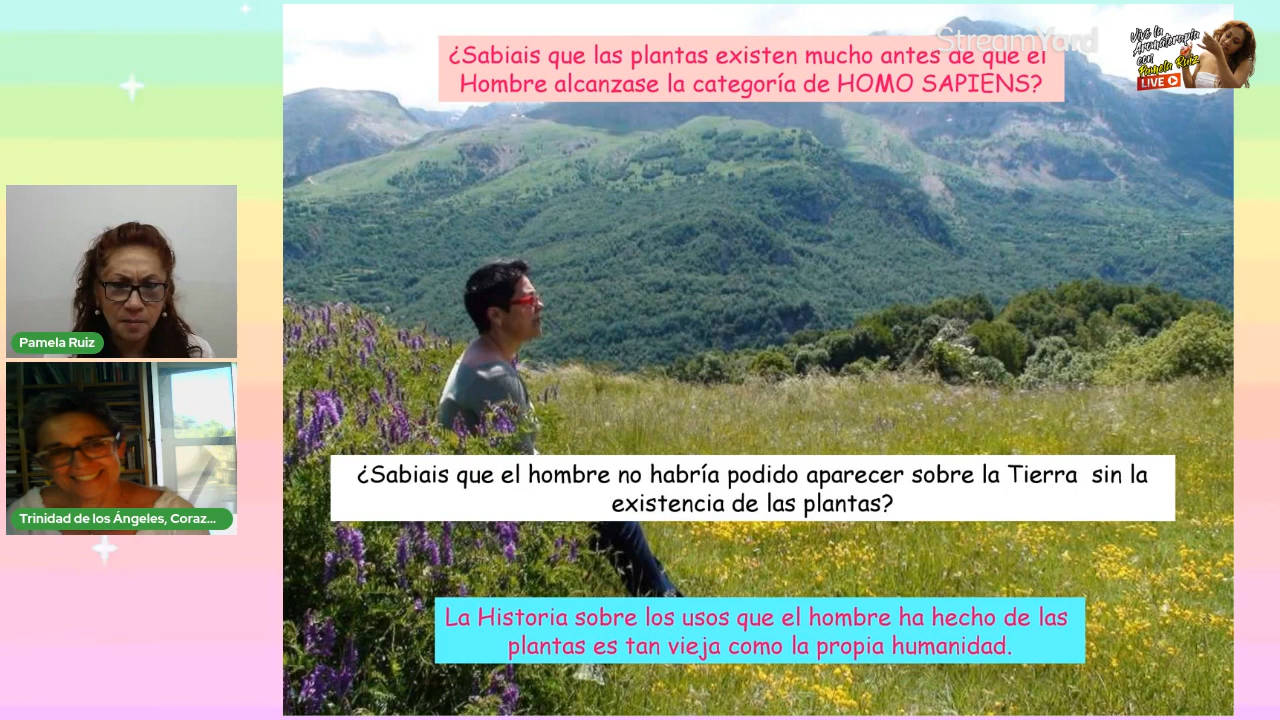 ¿Sabiais que las plantas existen mucho antes de que el
Hombre alcanzase la categoría de HOMO SAPIENS?
StreamYard
Vive la
Aromaterapia
con
Pamela Ruiz
LIVE
Pamela Ruiz
Trinidad de los Ángeles, Coraz...
¿Sabiais que el hombre no habría podido aparecer sobre la Tierra sin la
existencia de las plantas?
La Historia sobre los usos que el hombre ha hecho de las
plantas es tan vieja como la propia humanidad.